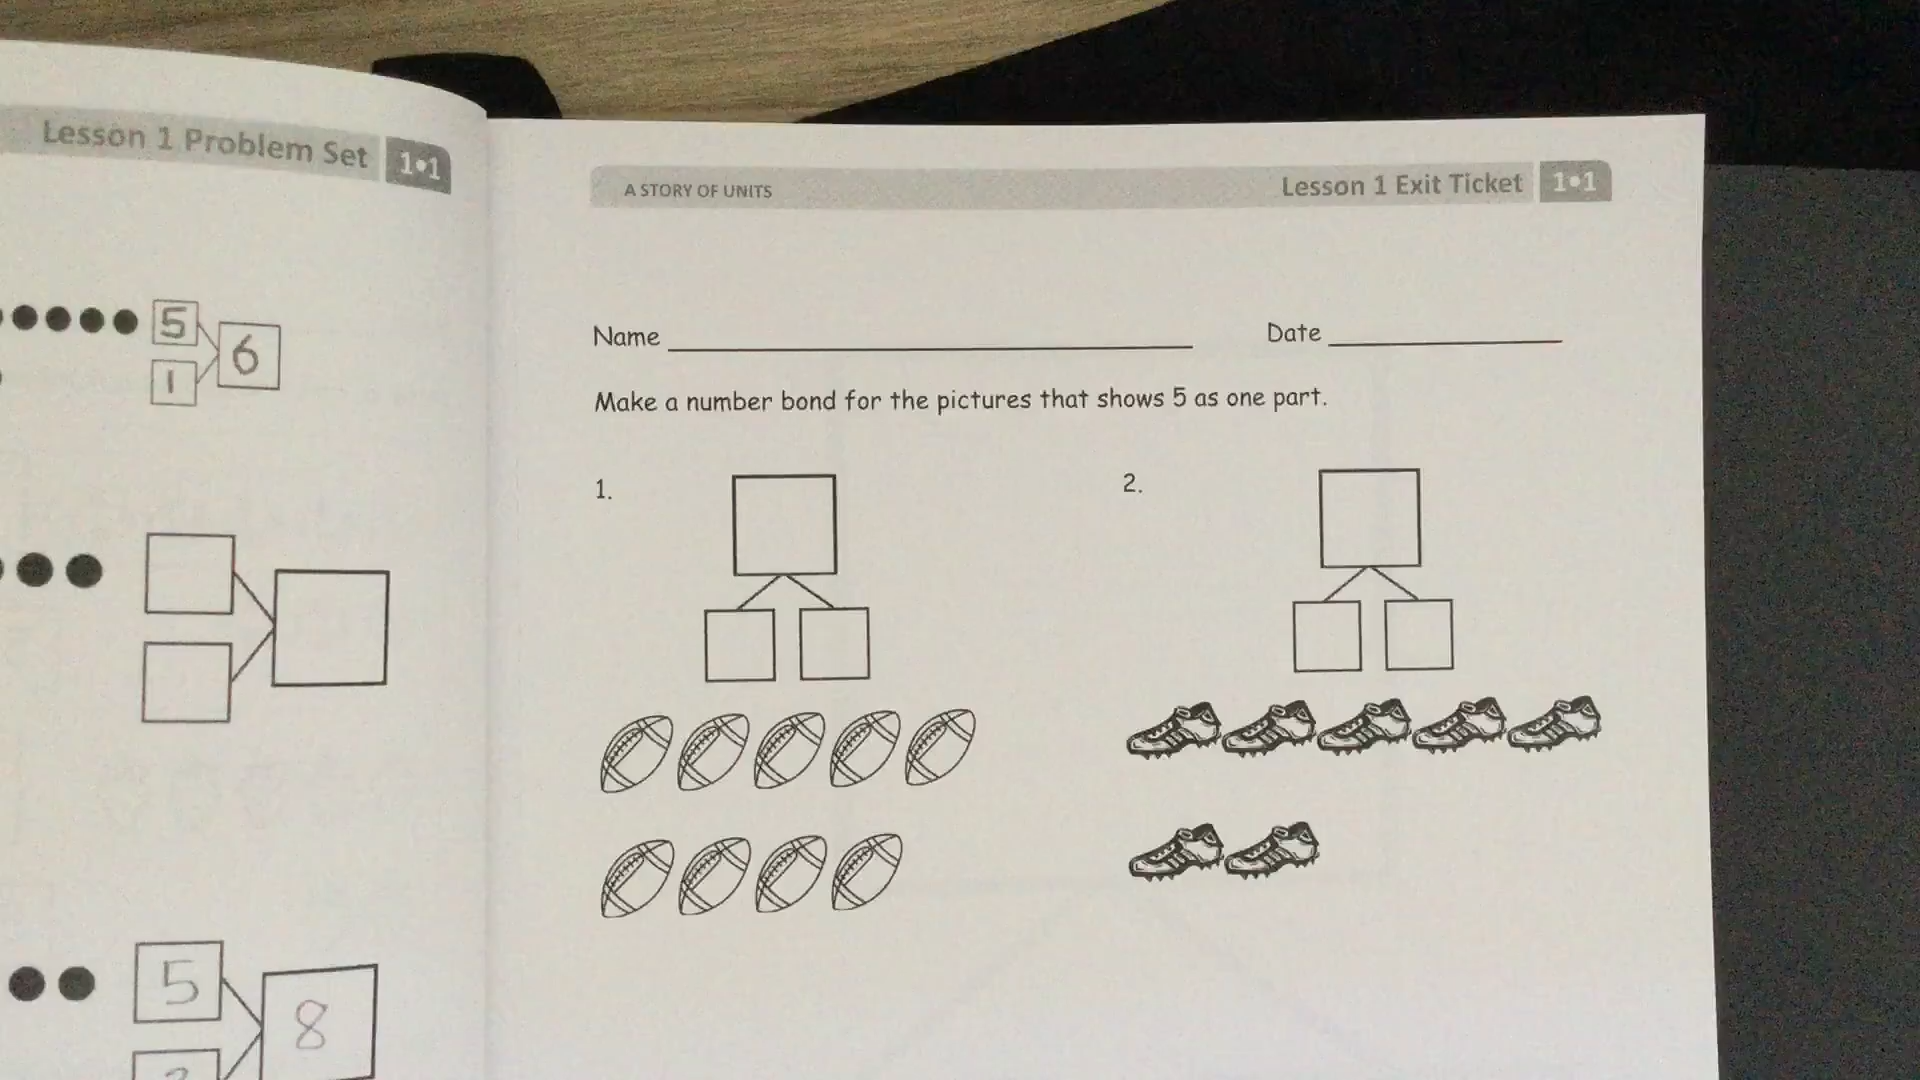 Lesson 1 Problem Set 1•1
5
1
6
5
8
A STORY OF UNITS
Lesson 1 Exit Ticket 1•1
Name
Date
Make a number bond for the pictures that shows 5 as one part.
1.
2.